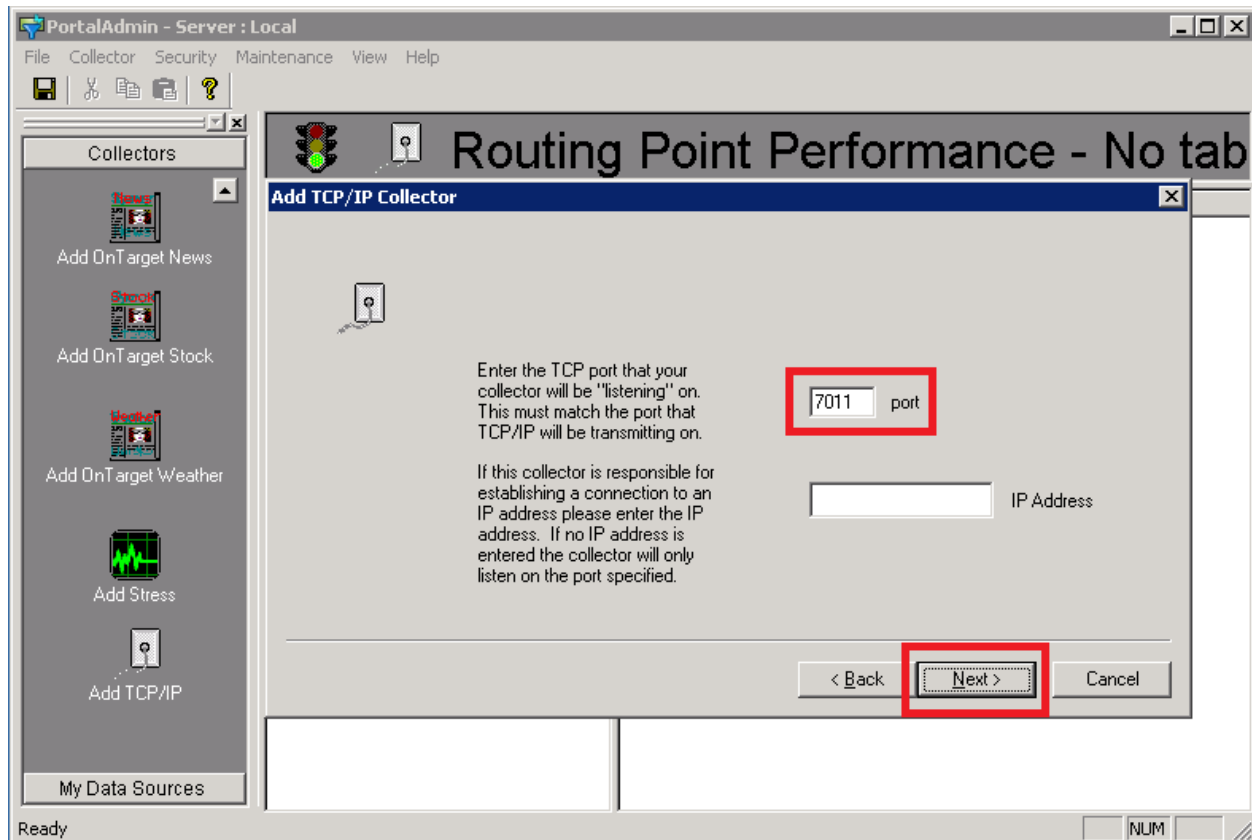 PortalAdmin - Server : Local
File Collector Security Maintenance View Help
Collectors
Routing Point Performance - No tab
News
Add OnTarget News
Stock
Add OnTarget Stock
Weather
Add OnTarget Weather
Add Stress
Add TCP/IP
My Data Sources
Add TCP/IP Collector
Enter the TCP port that your
collector will be "listening" on.
This must match the port that
TCP/IP will be transmitting on.
7011 port
If this collector is responsible for
establishing a connection to an
IP address please enter the IP
address. If no IP address is
entered the collector will only
listen on the port specified.
IP Address
< Back
Next >
Cancel
Ready
NUM